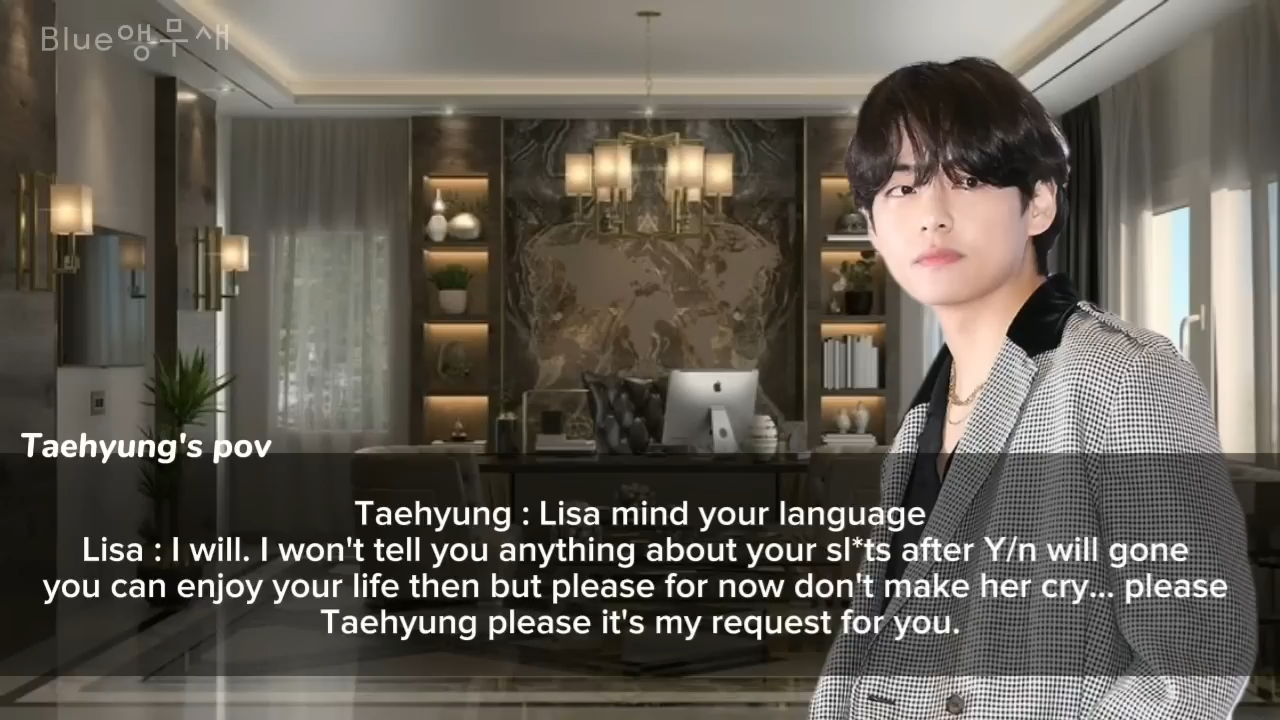 Blue앵무새
Taehyung's pov
Taehyung : Lisa mind your language
Lisa : I will. I won't tell you anything about your sl*ts after Y/n will gone
you can enjoy your life then but please for now don't make her cry... please
Taehyung please it's my request for you.